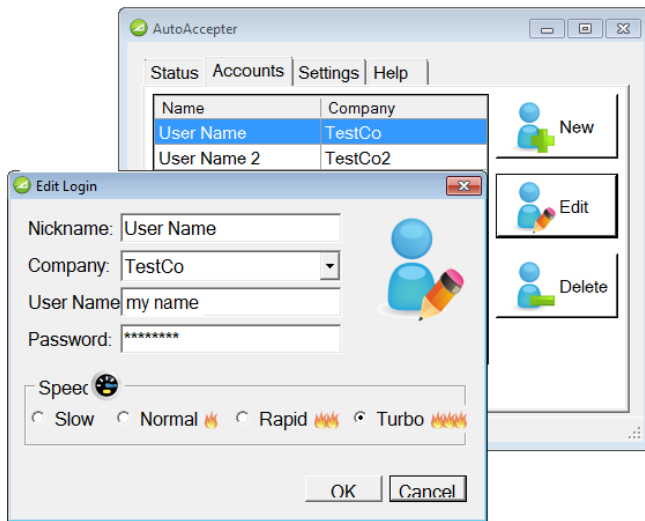 AutoAccepter
Status Accounts Settings Help
Name Company
User Name TestCo
User Name 2 TestCo2
New
Edit
Delete
Edit Login
Nickname: User Name
Company: TestCo
User Name my name
Password: ********
Speed
Slow Normal Rapid Turbo
OK Cancel